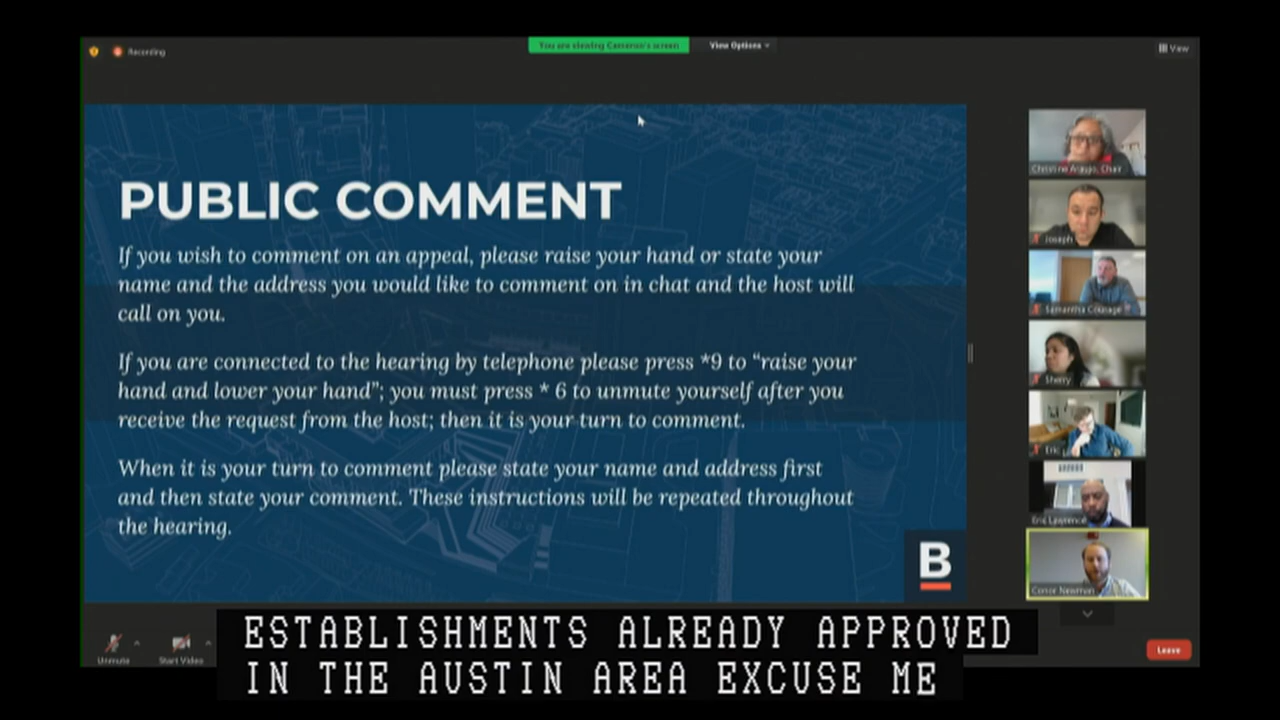 Recording
You are viewing Cameron's screen
View Options
View
PUBLIC COMMENT
If you wish to comment on an appeal, please raise your hand or state your
name and the address you would like to comment on in chat and the host will
call on you.
If you are connected to the hearing by telephone please press *9 to “raise your
hand and lower your hand”; you must press * 6 to unmute yourself after you
receive the request from the host; then it is your turn to comment.
When it is your turn to comment please state your name and address first
and then state your comment. These instructions will be repeated throughout
the hearing.
B
Christine Araujo, Chair
Joseph
Samantha
Sherry
Eric
Eric Lawrence
Conor Newman
Unmute
Start Video
Leave
ESTABLISHMENTS ALREADY APPROVED
IN THE AUSTIN AREA EXCUSE ME